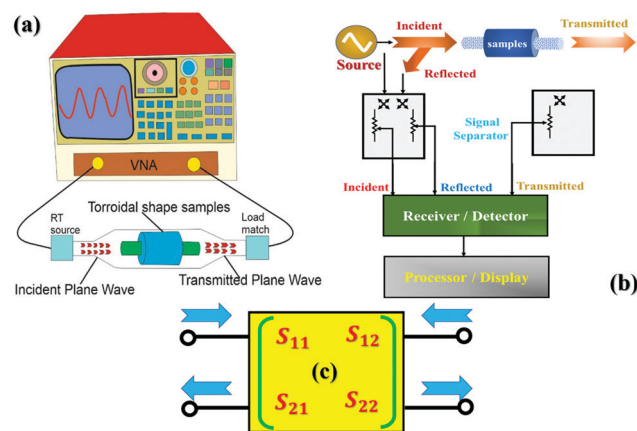 (a)
VNA
RT
source
Torroidal shape samples
Load
match
Incident Plane Wave
Transmitted Plane Wave
Incident
Transmitted
Source
samples
Reflected
Signal
Separator
Incident
Reflected
Transmitted
Receiver / Detector
Processor / Display
(b)
S11 S12
(c)
S21 S22